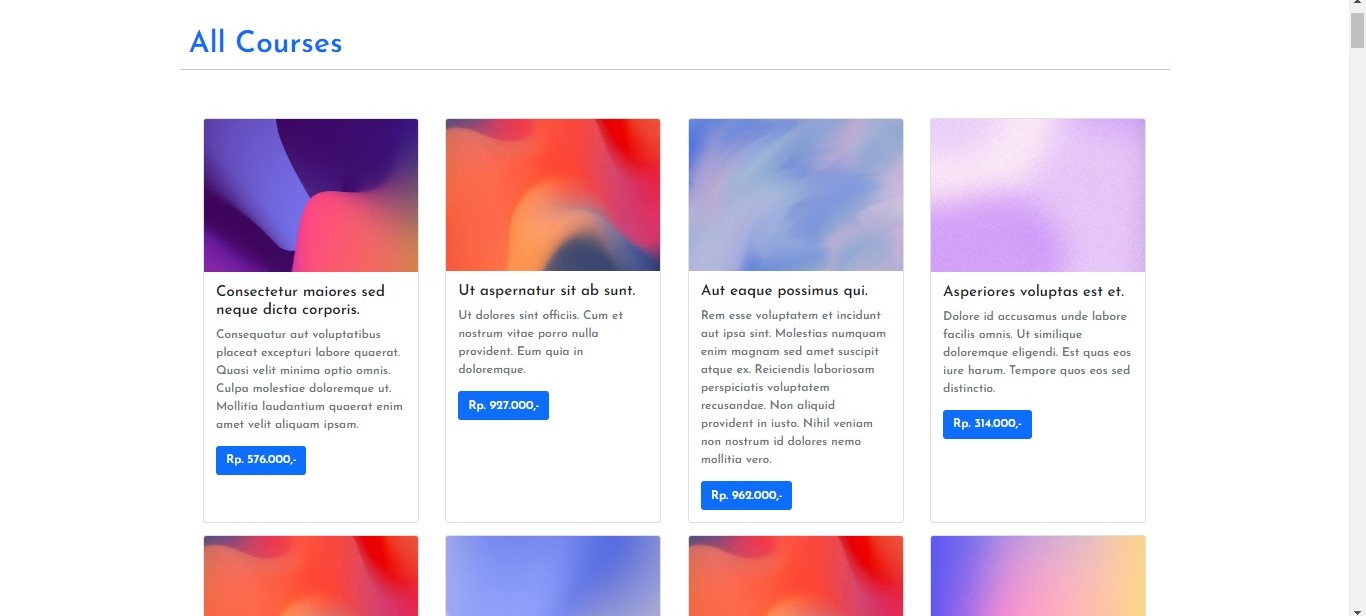 All Courses
Consectetur maiores sed
neque dicta corporis.
Consequatur aut voluptatibus
placeat excepturi labore quaerat.
Quasi velit minima optio omnis.
Culpa molestiae doloremque ut.
Mollitia laudantium quaerat enim
amet velit aliquam ipsam.
Rp. 576.000,-
Ut aspernatur sit ab sunt.
Ut dolores sint officiis. Cum et
nostrum vitae porro nulla
provident. Eum quia in
doloremque.
Rp. 927.000,-
Aut eaque possimus qui.
Rem esse voluptatem et incidunt
aut ipsa sint. Molestias numquam
enim magnam sed amet suscipit
atque ex. Reiciendis laboriosam
perspiciatis voluptatem
recusandae. Non aliquid
provident in iusto. Nihil veniam
non nostrum id dolores nemo
mollitia vero.
Rp. 962.000,-
Asperiores voluptas est et.
Dolore id accusamus unde labore
facilis omnis. Ut similique
doloremque eligendi. Est quas eos
iure harum. Tempore quos eos sed
distinctio.
Rp. 314.000,-